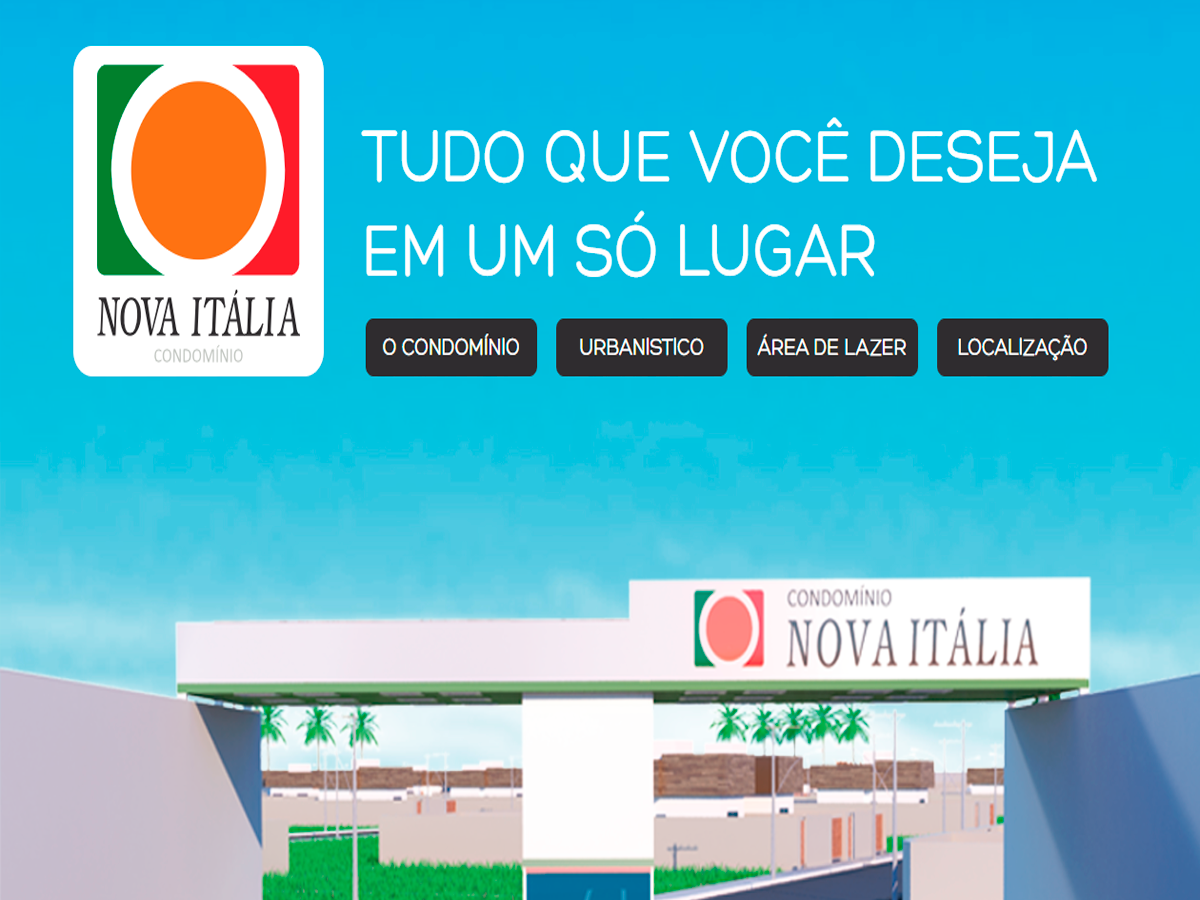 TUDO QUE VOCÊ DESEJA
EM UM SÓ LUGAR
NOVA ITÁLIA
CONDOMÍNIO
O CONDOMÍNIO
URBANISTICO
ÁREA DE LAZER
LOCALIZAÇÃO
CONDOMÍNIO
NOVA ITÁLIA